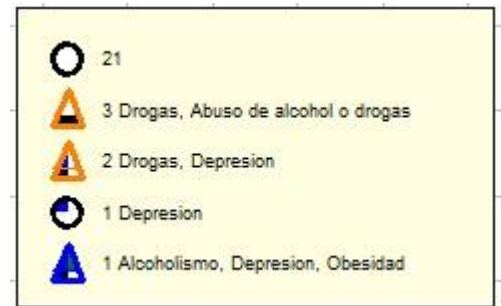 21
3 Drogas, Abuso de alcohol o drogas
2 Drogas, Depresion
1 Depresion
1 Alcoholismo, Depresion, Obesidad